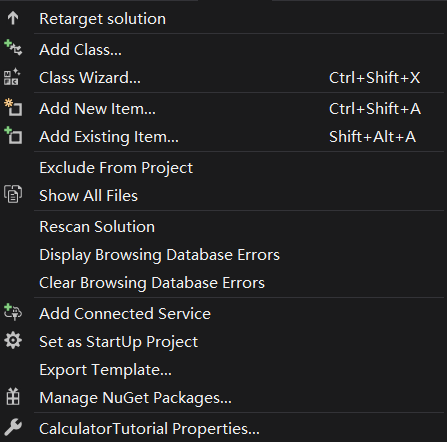 Retarget solution
Add Class...
Class Wizard... Ctrl+Shift+X
Add New Item... Ctrl+Shift+A
Add Existing Item... Shift+Alt+A
Exclude From Project
Show All Files
Rescan Solution
Display Browsing Database Errors
Clear Browsing Database Errors
Add Connected Service
Set as StartUp Project
Export Template...
Manage NuGet Packages...
CalculatorTutorial Properties...